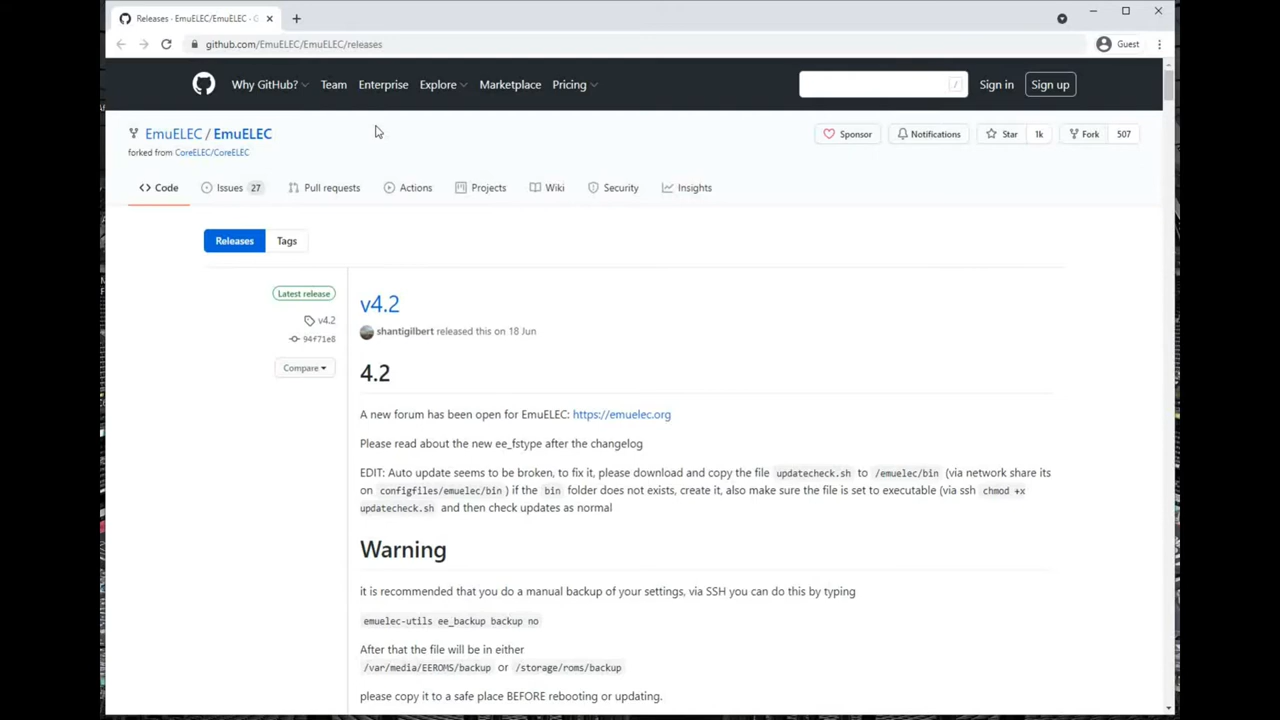 Releases · EmuELEC/EmuELEC · G
github.com/EmuELEC/EmuELEC/releases
Guest
Why GitHub?
Team
Enterprise
Explore
Marketplace
Pricing
/
Sign in
Sign up
EmuELEC / EmuELEC
forked from CoreELEC/CoreELEC
Sponsor
Notifications
Star 1k
Fork 507
Code
Issues 27
Pull requests
Actions
Projects
Wiki
Security
Insights
Releases
Tags
Latest release
v4.2
94f71e8
Compare
v4.2
shantigilbert released this on 18 Jun
4.2
A new forum has been open for EmuELEC: https://emuelec.org
Please read about the new ee_fstype after the changelog
EDIT: Auto update seems to be broken, to fix it, please download and copy the file updatecheck.sh to /emuelec/bin (via network share its
on configfiles/emuelec/bin ) if the bin folder does not exists, create it, also make sure the file is set to executable (via ssh chmod +x
updatecheck.sh and then check updates as normal
Warning
it is recommended that you do a manual backup of your settings, via SSH you can do this by typing
emuelec-utils ee_backup backup no
After that the file will be in either
/var/media/EEROMS/backup or /storage/roms/backup
please copy it to a safe place BEFORE rebooting or updating.